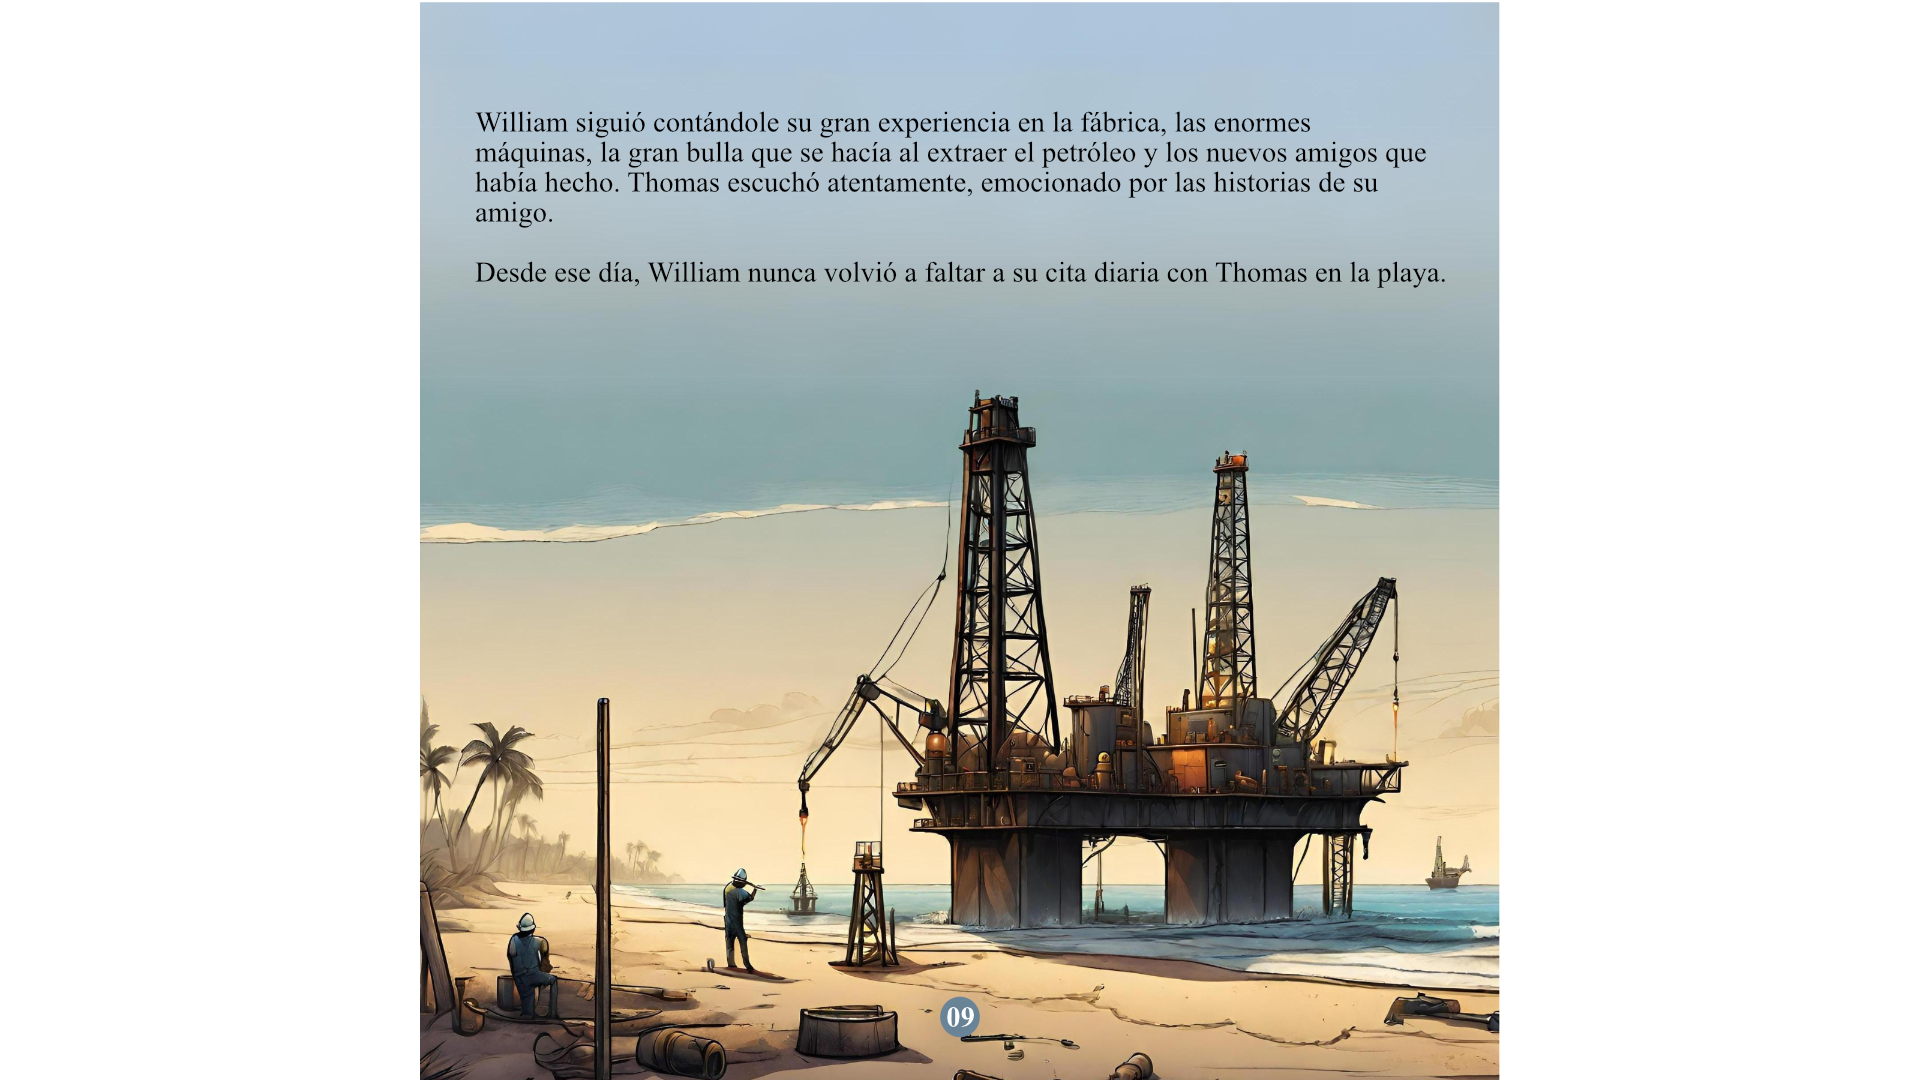 William siguió contándole su gran experiencia en la fábrica, las enormes
máquinas, la gran bulla que se hacía al extraer el petróleo y los nuevos amigos que
había hecho. Thomas escuchó atentamente, emocionado por las historias de su
amigo.
Desde ese día, William nunca volvió a faltar a su cita diaria con Thomas en la playa.
09